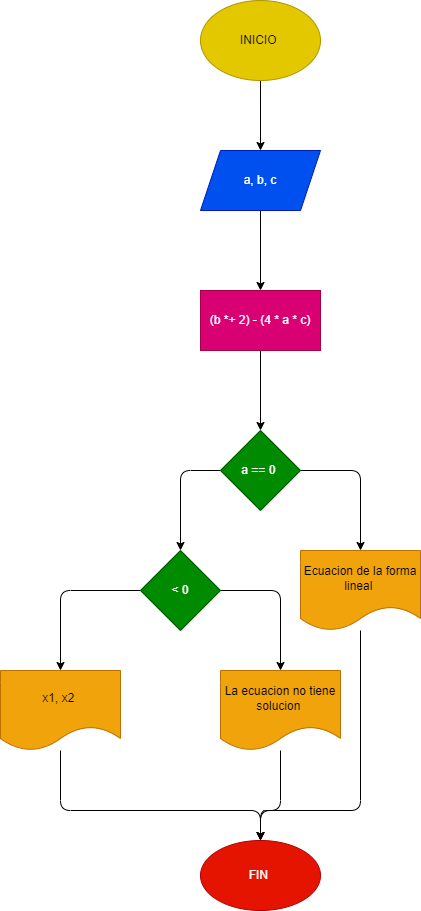 INICIO
a, b, c
(b *+ 2) - (4 * a * c)
a == 0
Ecuacion de la forma
lineal
< 0
x1, x2
La ecuacion no tiene
solucion
FIN